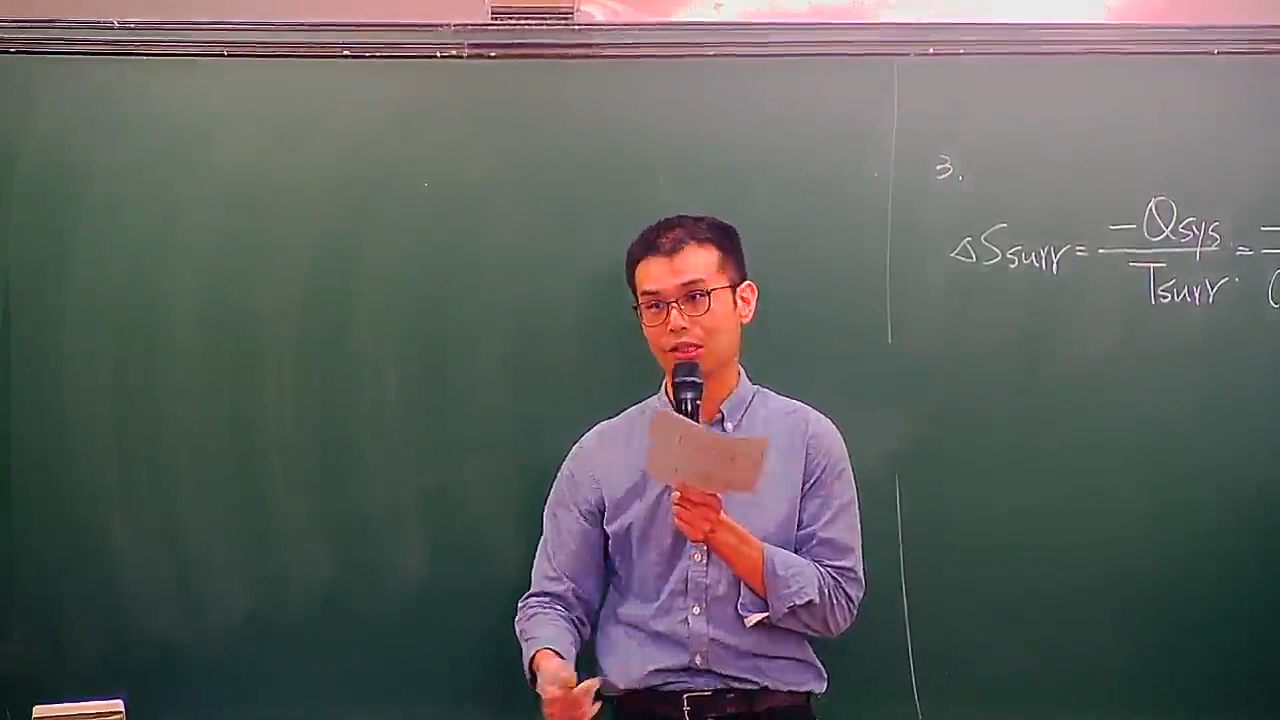 3.
ΔSsurr = -Qsys / Tsurr. =